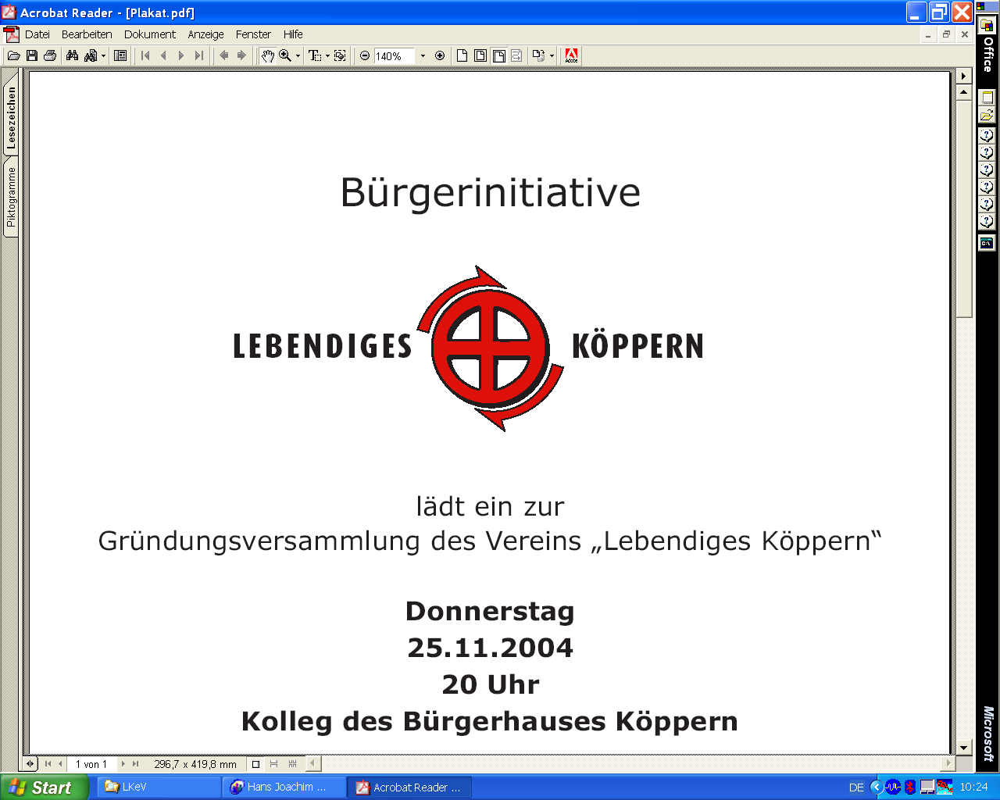 Acrobat Reader - [Plakat.pdf]
Datei Bearbeiten Dokument Anzeige Fenster Hilfe
140%
Adobe
Office
Lesezeichen
Piktogramme
Bürgerinitiative
LEBENDIGES KÖPPERN
lädt ein zur
Gründungsversammlung des Vereins „Lebendiges Köppern“
Donnerstag
25.11.2004
20 Uhr
Kolleg des Bürgerhauses Köppern
Microsoft
1 von 1 296,7 x 419,8 mm
Start LKeV Hans Joachim ... Acrobat Reader ... DE 10:24